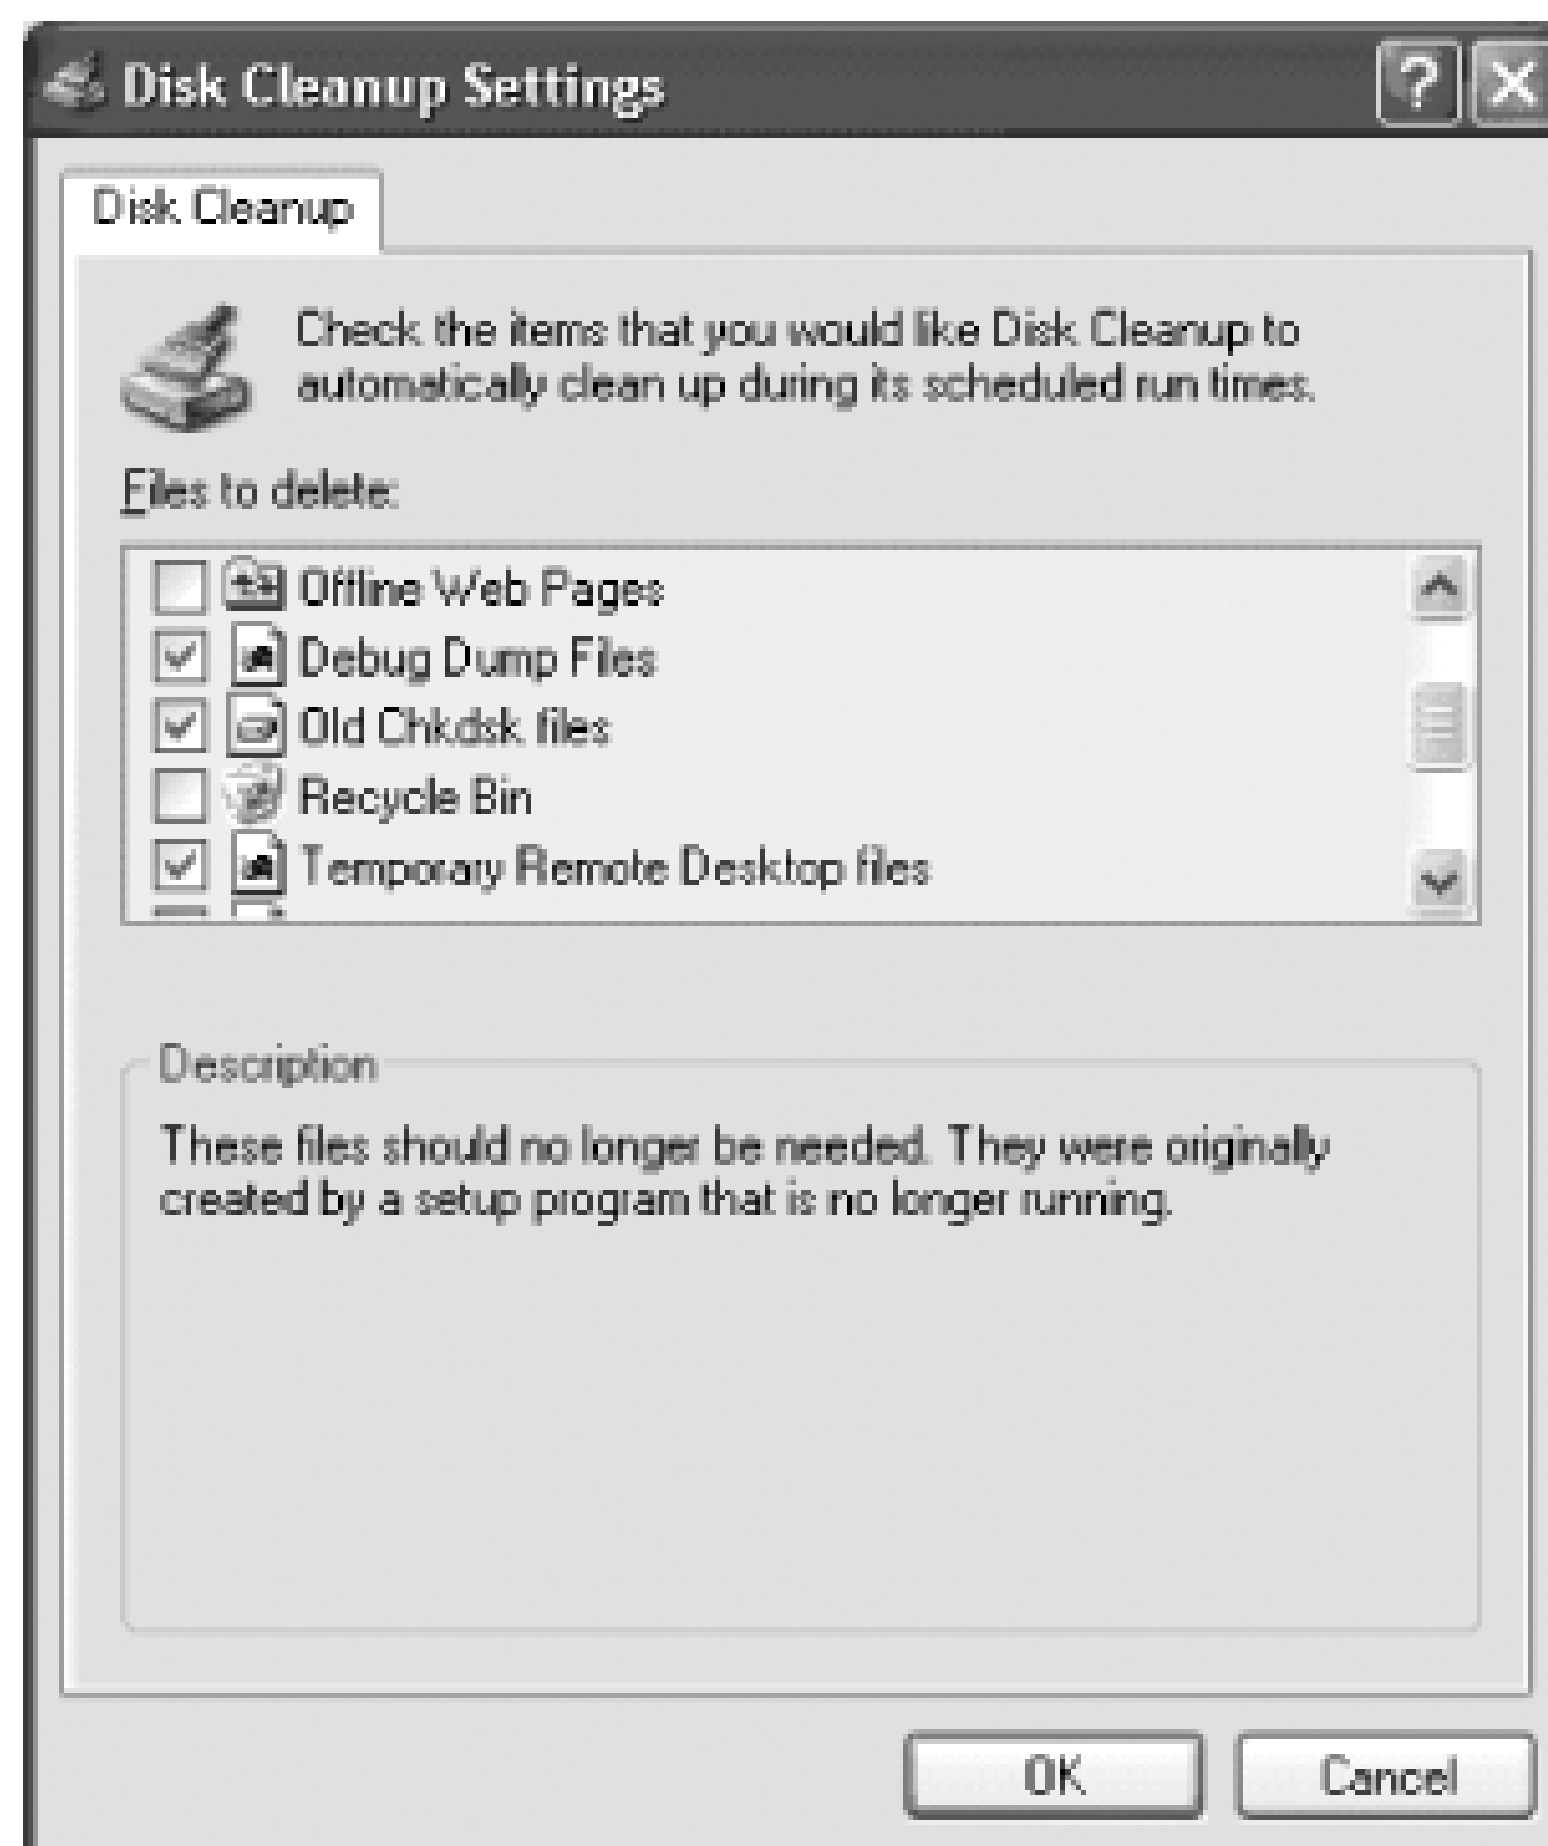 Disk Cleanup Settings
Disk Cleanup
Check the items that you would like Disk Cleanup to
automatically clean up during its scheduled run times.
Files to delete:
Offline Web Pages
Debug Dump Files
Old Chkdsk files
Recycle Bin
Temporary Remote Desktop files
Description
These files should no longer be needed. They were originally
created by a setup program that is no longer running.
OK
Cancel